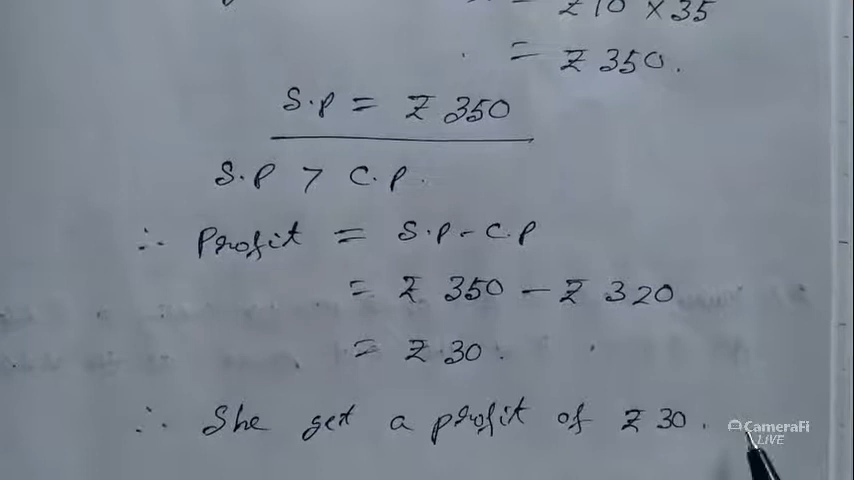 = ₹10 × 35
= ₹ 350.
S.P = ₹ 350
S.P > C.P.
∴ Profit = S.P - C.P
= ₹ 350 - ₹ 320
= ₹ 30.
∴ She get a profit of ₹ 30.
CameraFi
LIVE